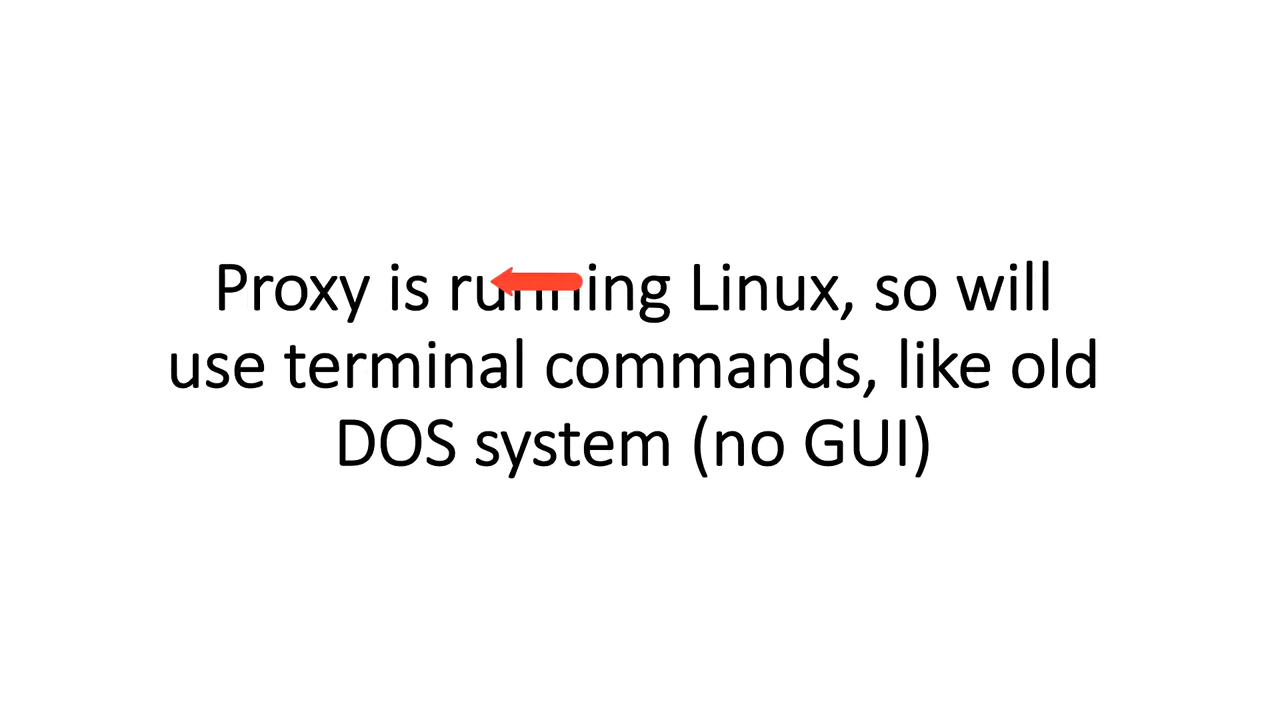 Proxy is running Linux, so will
use terminal commands, like old
DOS system (no GUI)